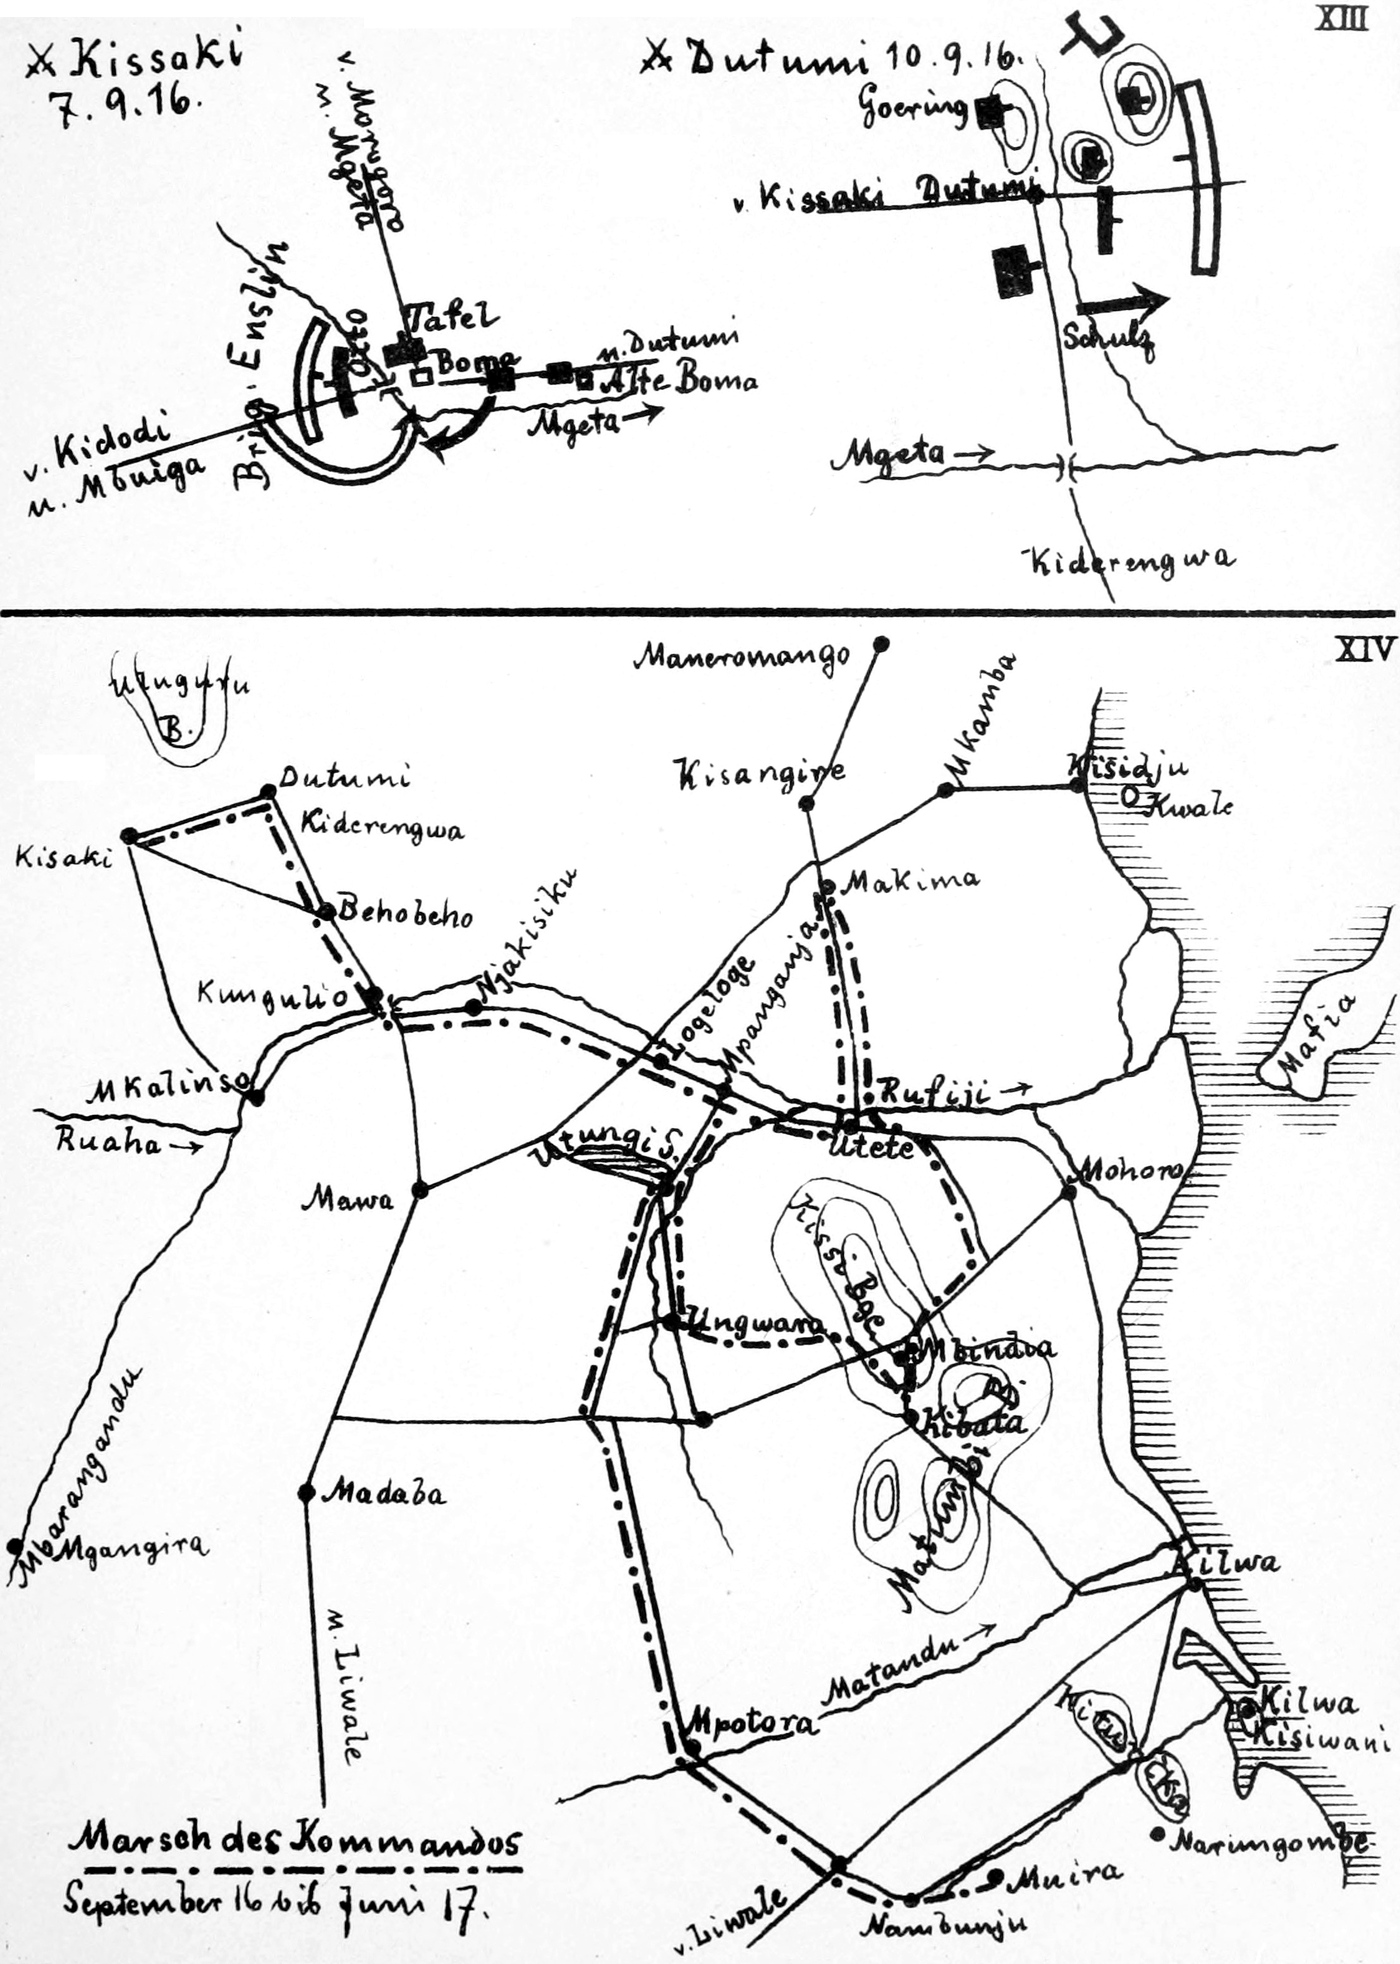 XIII
Kissaki
7. 9. 16.
v. Morogoro
u. Mgeta
Brig. Enslin
Otto
Tafel
Boma
n. Dutumi
Alte Boma
Mgeta →
v. Kidodi
u. Mbuiga
Dutumi 10. 9. 16.
Goering
v. Kissaki Dutumi
Schulz
Mgeta →
Kiderengwa
XIV
Uluguru
B.
Maneromango
Mkamba
Kisangire
Kisidju
Kwale
Dutumi
Kiderengwa
Kisaki
Behobeho
Makima
Njakisiku
Kungulio
Logeloge
Mpanganja
Mafia
Mkalinso
Rufiji →
Ruaha →
Utungi S.
Utete
Mohoro
Mawa
Kissi Bge.
Ungwara
Mbindia
Kibata
Matumbi
B.
Mbarangandu
Madaba
Mgangira
Kilwa
n. Liwale
Matandu →
Mpotora
Kitu
ika
Kilwa
Kisiwani
Narungombe
Marsch des Kommandos
September 16 bis Juni 17.
Muira
Nambunju
v. Liwale